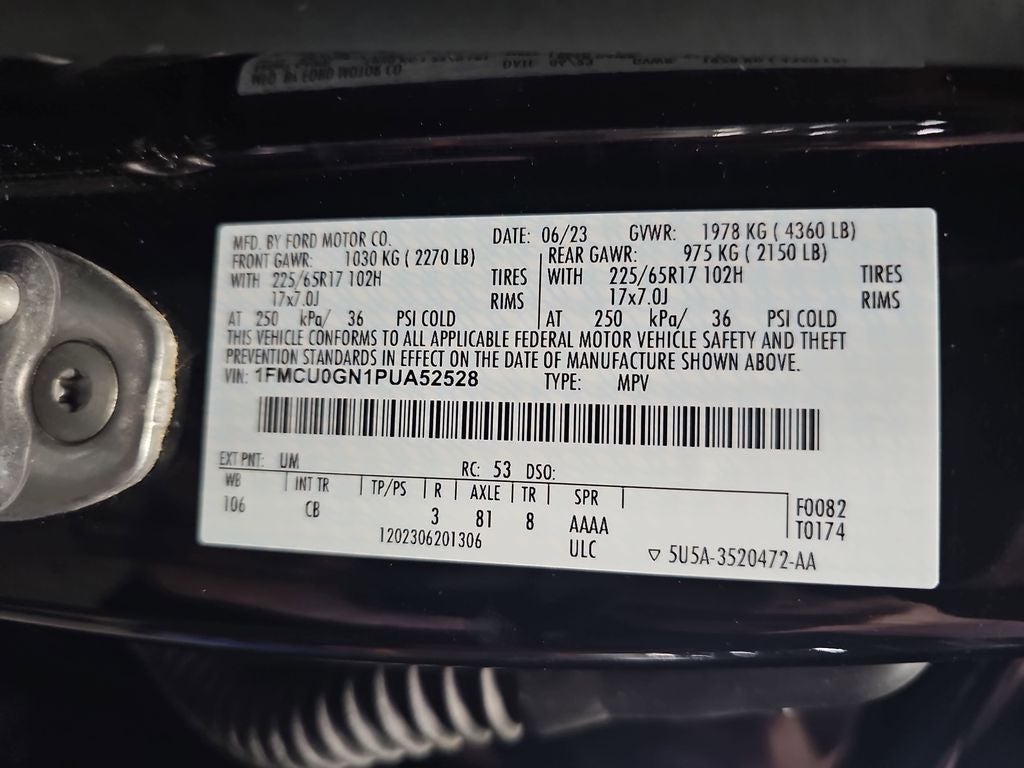 MFD. BY FORD MOTOR CO. DATE: 06/23 GVWR: 1978 KG ( 4360 LB)
FRONT GAWR: 1030 KG ( 2270 LB) REAR GAWR: 975 KG ( 2150 LB)
WITH 225/65R17 102H TIRES WITH 225/65R17 102H TIRES
17x7.0J RIMS 17x7.0J RIMS
AT 250 kPa/ 36 PSI COLD AT 250 kPa/ 36 PSI COLD
THIS VEHICLE CONFORMS TO ALL APPLICABLE FEDERAL MOTOR VEHICLE SAFETY AND THEFT
PREVENTION STANDARDS IN EFFECT ON THE DATE OF MANUFACTURE SHOWN ABOVE.
VIN: 1FMCU0GN1PUA52528 TYPE: MPV
EXT PNT: UM RC: 53 DSO:
WB INT TR TP/PS R AXLE TR SPR F0082
106 CB 3 81 8 AAAA T0174
1202306201306 ULC 5U5A-3520472-AA